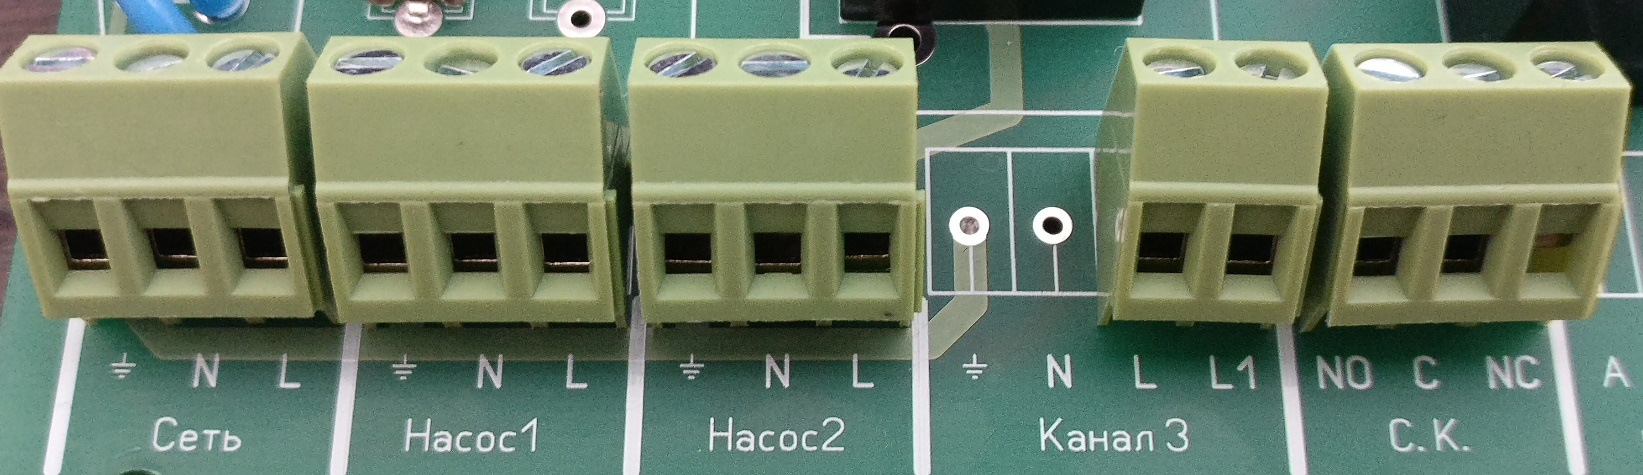 ⏚ N L ⏚ N L ⏚ N L ⏚ N L L1 NO C NC A
Сеть Насос1 Насос2 Канал 3 С.К.